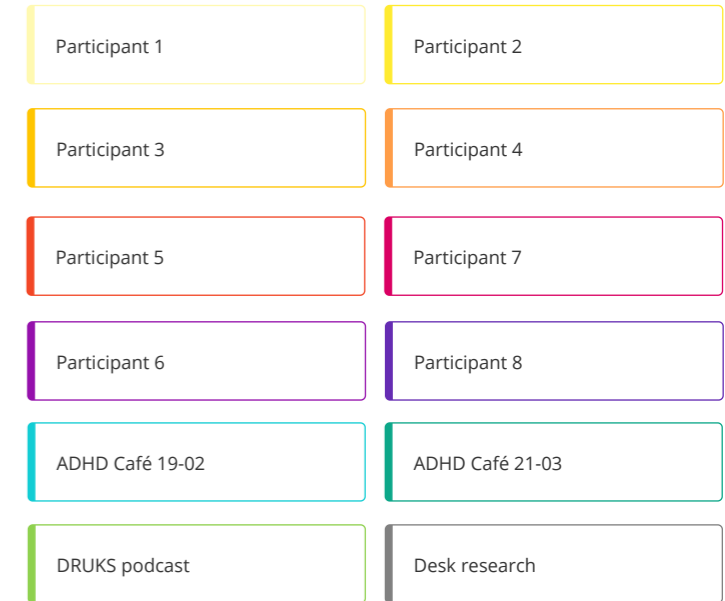 Participant 1
Participant 2
Participant 3
Participant 4
Participant 5
Participant 7
Participant 6
Participant 8
ADHD Café 19-02
ADHD Café 21-03
DRUKS podcast
Desk research